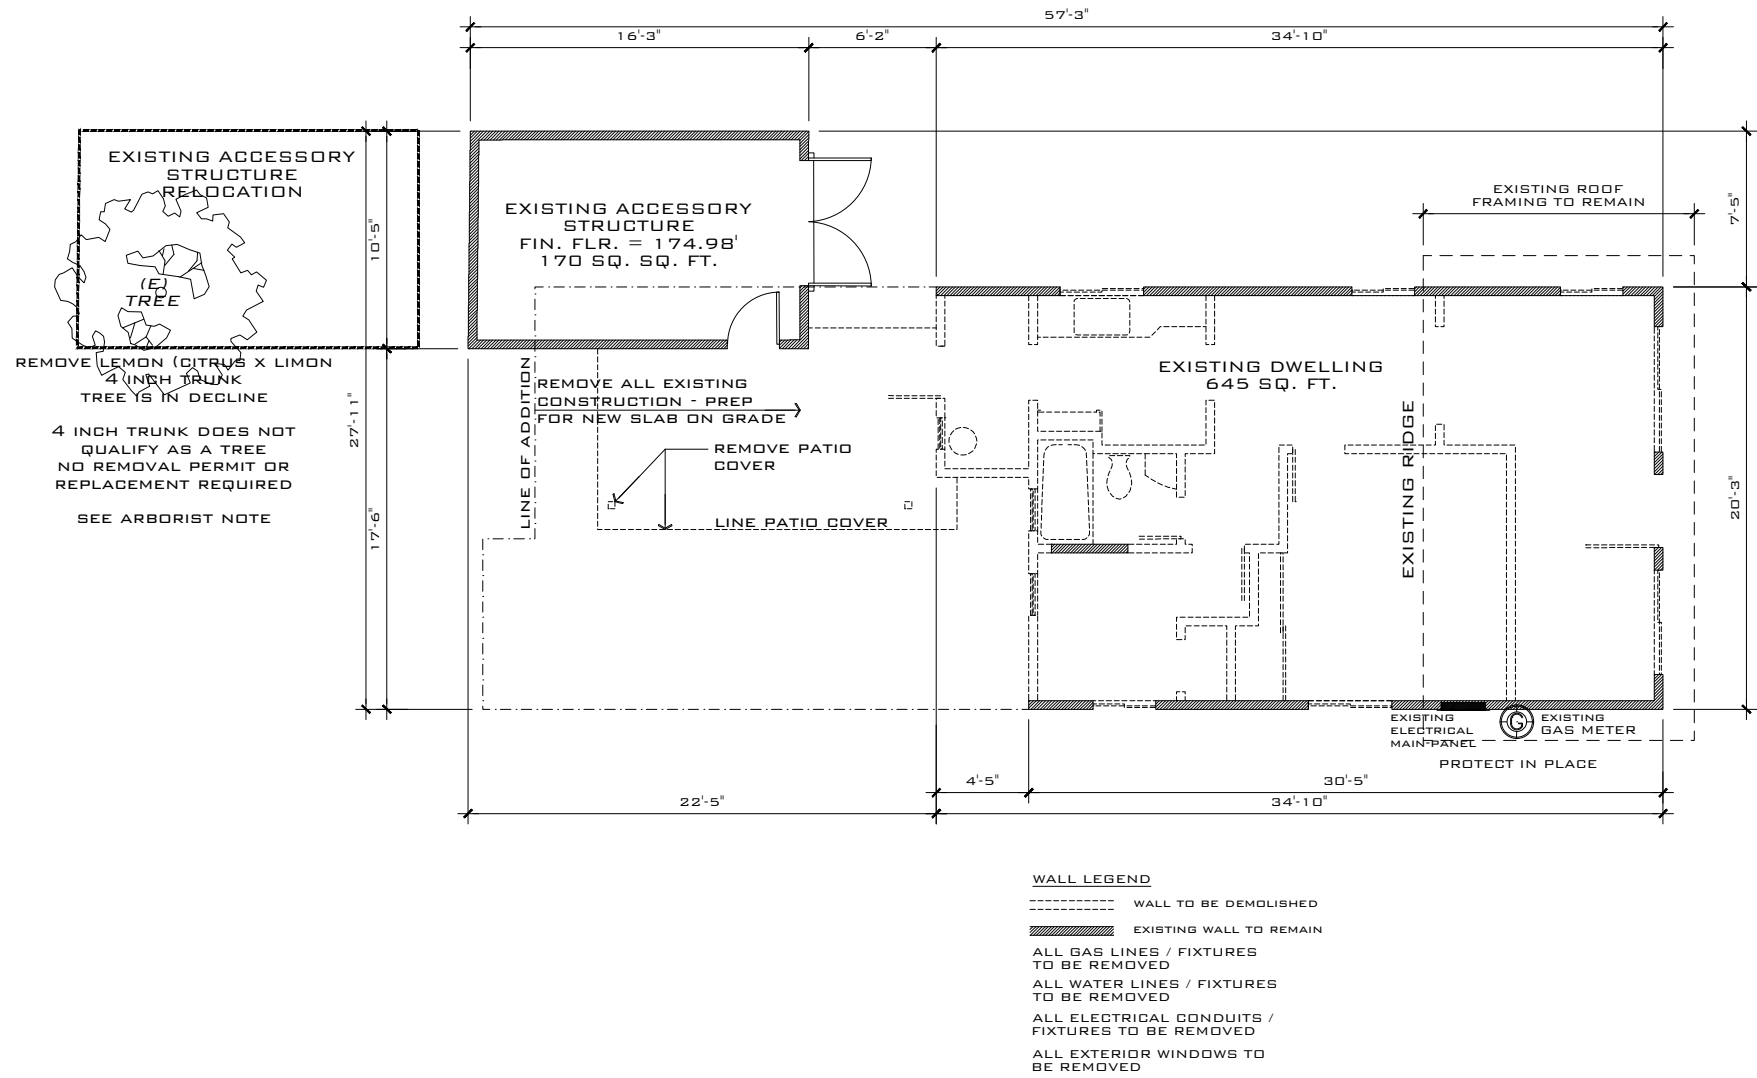 57'-3"
16'-3"
6'-2"
34'-10"
EXISTING ACCESSORY
STRUCTURE
RELOCATION
(E)
TREE
REMOVE LEMON (CITRUS X LIMON
4 INCH TRUNK
TREE IS IN DECLINE
4 INCH TRUNK DOES NOT
QUALIFY AS A TREE
NO REMOVAL PERMIT OR
REPLACEMENT REQUIRED
SEE ARBORIST NOTE
10'-5"
27'-11"
17'-6"
EXISTING ACCESSORY
STRUCTURE
FIN. FLR. = 174.98'
170 SQ. SQ. FT.
LINE OF ADDITION
REMOVE ALL EXISTING
CONSTRUCTION - PREP
FOR NEW SLAB ON GRADE
REMOVE PATIO
COVER
LINE PATIO COVER
EXISTING DWELLING
645 SQ. FT.
EXISTING RIDGE
EXISTING ROOF
FRAMING TO REMAIN
7'-5"
20'-3"
EXISTING
ELECTRICAL
MAIN-PANEL
G
EXISTING
GAS METER
PROTECT IN PLACE
4'-5"
30'-5"
22'-5"
34'-10"
WALL LEGEND
WALL TO BE DEMOLISHED
EXISTING WALL TO REMAIN
ALL GAS LINES / FIXTURES
TO BE REMOVED
ALL WATER LINES / FIXTURES
TO BE REMOVED
ALL ELECTRICAL CONDUITS /
FIXTURES TO BE REMOVED
ALL EXTERIOR WINDOWS TO
BE REMOVED